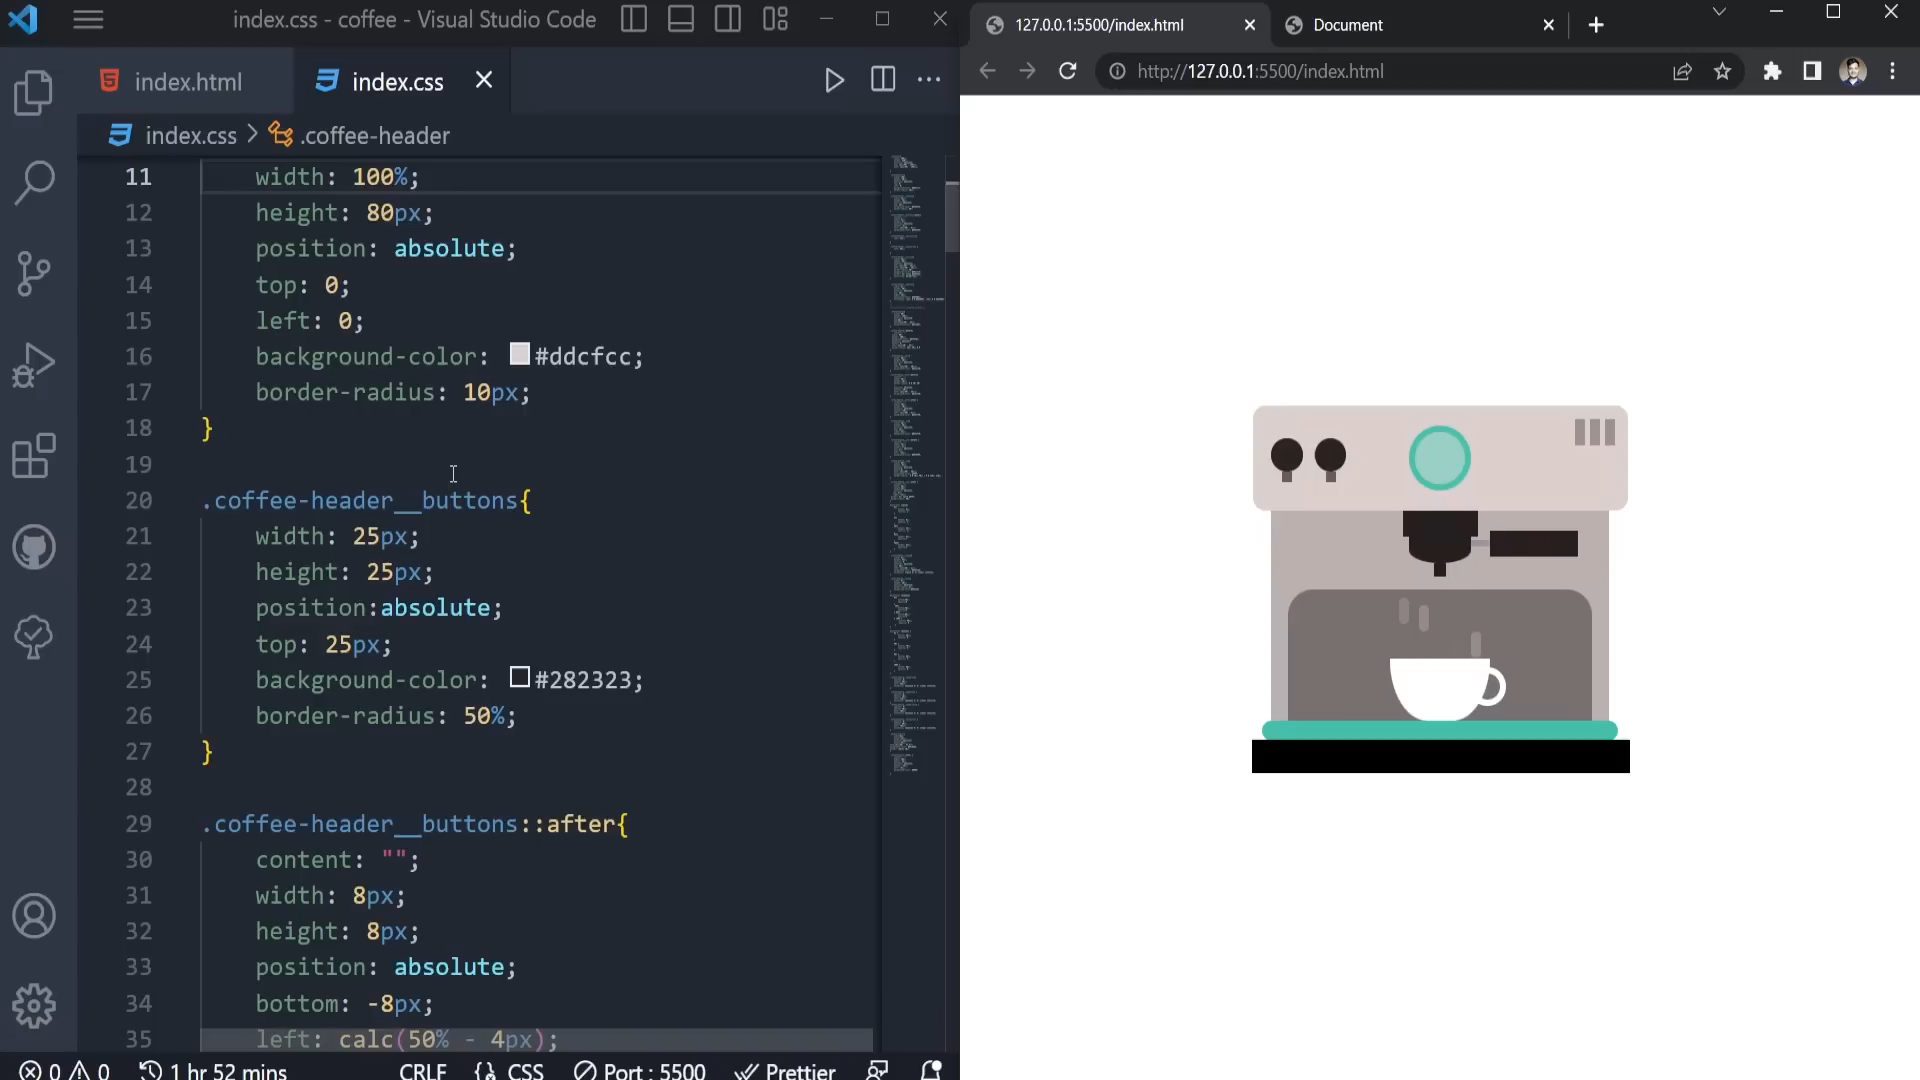 index.css - coffee - Visual Studio Code
index.html
index.css
index.css > .coffee-header
11 width: 100%;
12 height: 80px;
13 position: absolute;
14 top: 0;
15 left: 0;
16 background-color: #ddcfcc;
17 border-radius: 10px;
18 }
19
20 .coffee-header__buttons{
21 width: 25px;
22 height: 25px;
23 position:absolute;
24 top: 25px;
25 background-color: #282323;
26 border-radius: 50%;
27 }
28
29 .coffee-header__buttons::after{
30 content: "";
31 width: 8px;
32 height: 8px;
33 position: absolute;
34 bottom: -8px;
35 left: calc(50% - 4px);
0 0 1 hr 52 mins CRLF {} CSS Port : 5500 Prettier
127.0.0.1:5500/index.html
Document
http://127.0.0.1:5500/index.html